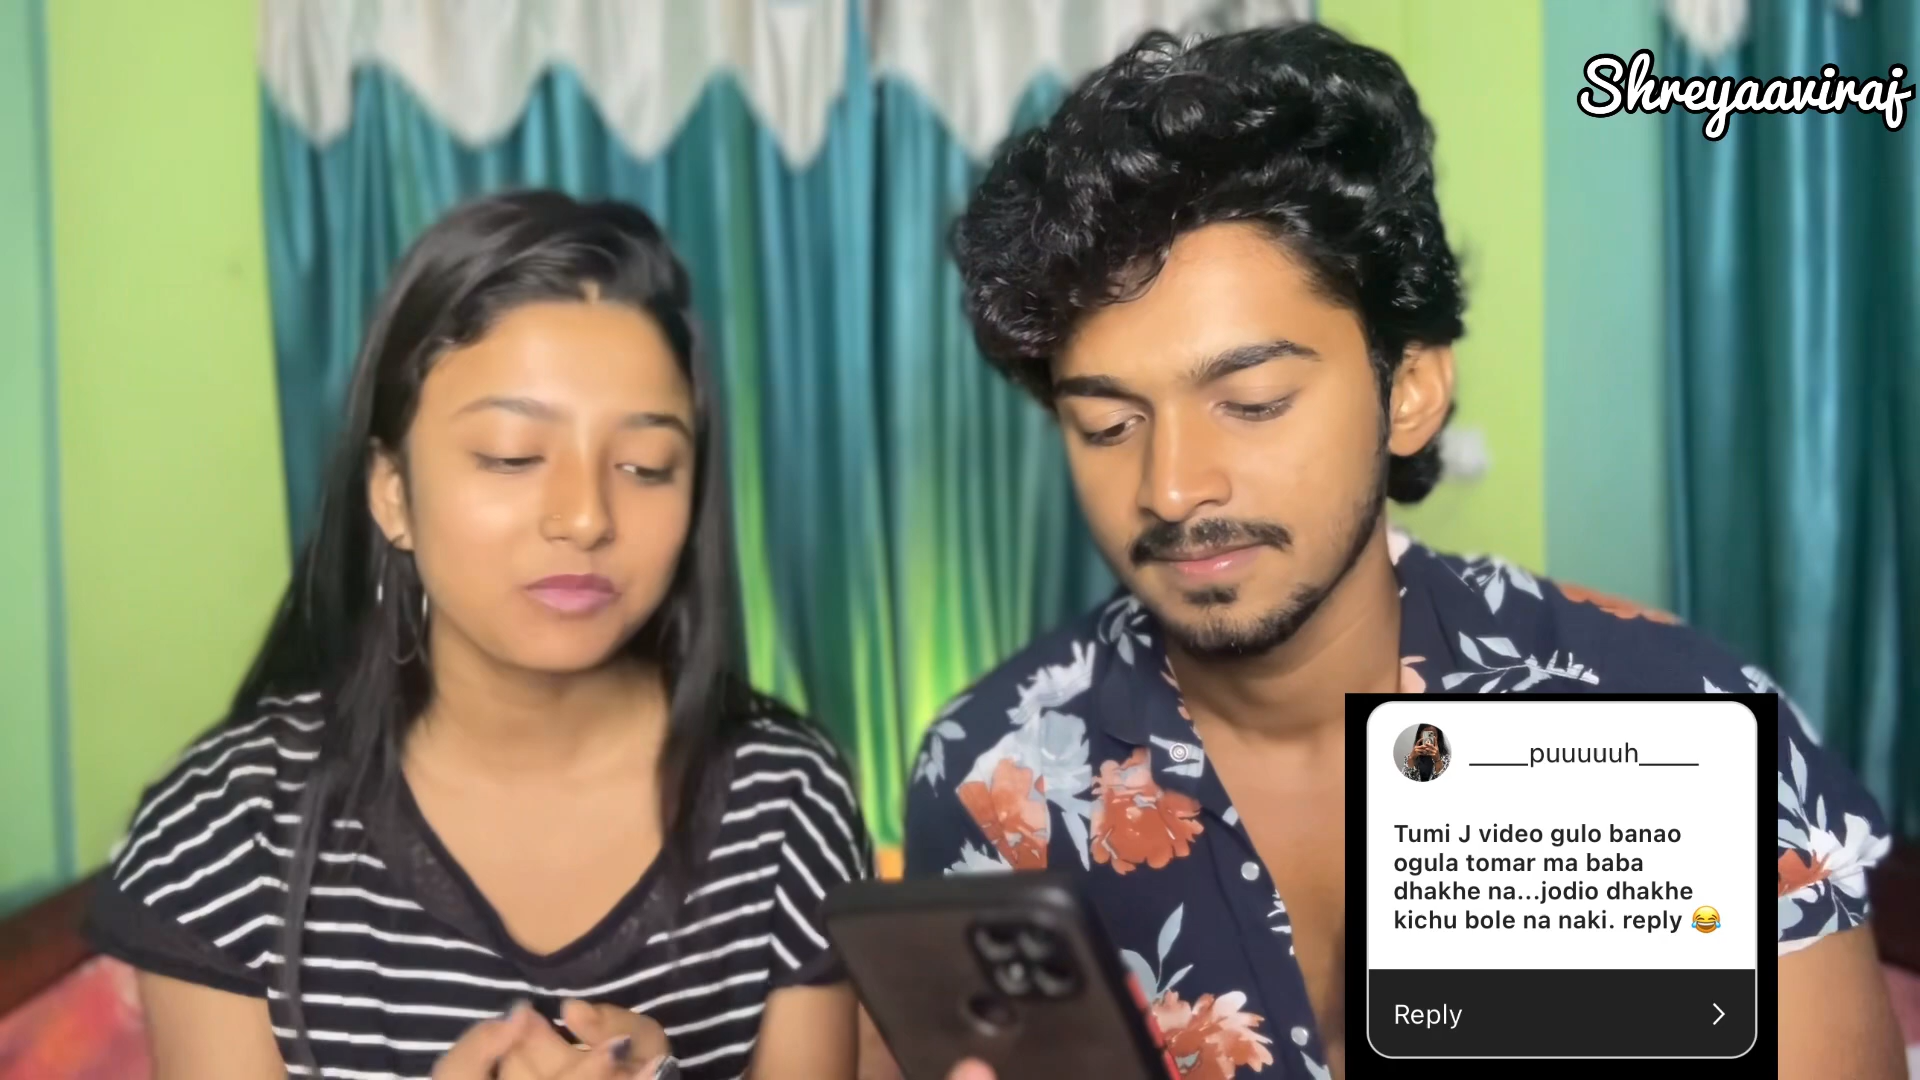 Shreyaaviraj
____puuuuuh____
Tumi J video gulo banao
ogula tomar ma baba
dhakhe na...jodio dhakhe
kichu bole na naki. reply 😂
Reply